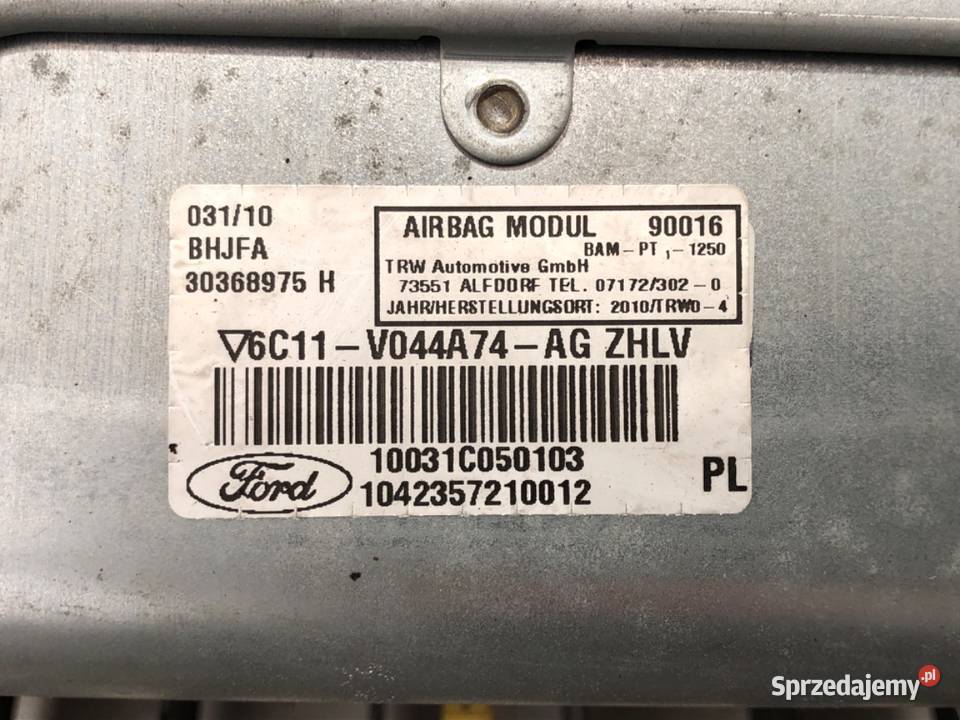 031/10
BHJFA
30368975 H
AIRBAG MODUL 90016
BAM-PT 1-1250
TRW Automotive GmbH
73551 ALFDORF TEL. 07172/302-0
JAHR/HERSTELLUNGSORT: 2010/TRWO-4
▽6C11-V044A74-AG ZHLV
10031C050103
Ford
1042357210012
PL
Sprzedajemy.pl